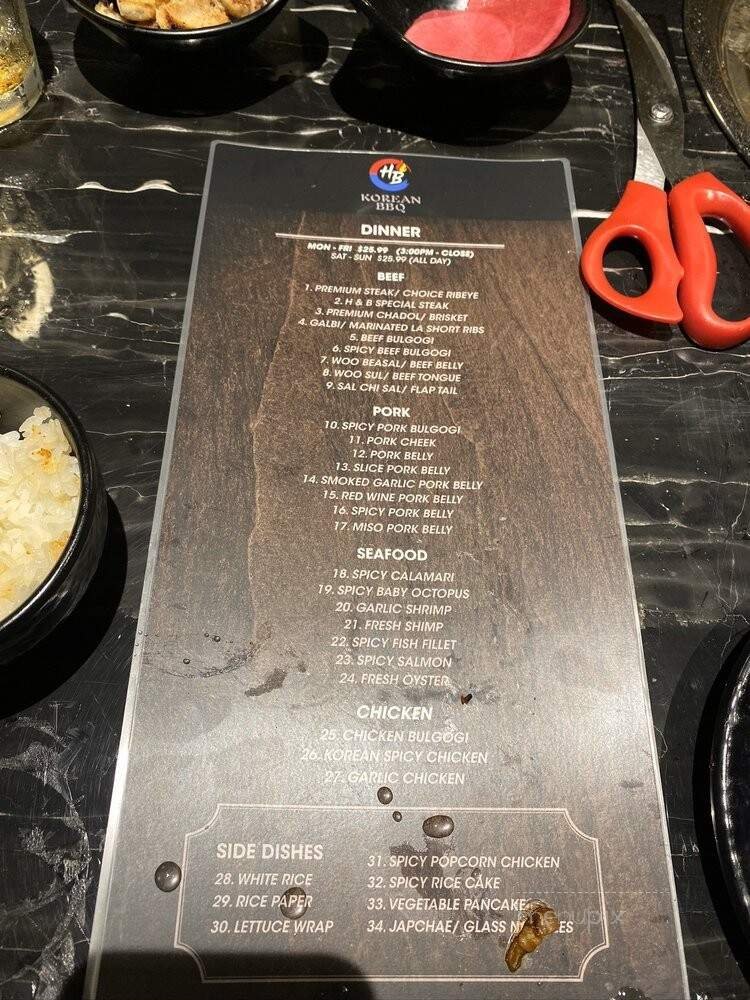 HB
KOREAN
BBQ
DINNER
MON - FRI $25.99 (3:00PM - CLOSE)
SAT - SUN $25.99 (ALL DAY)
BEEF
1. PREMIUM STEAK/ CHOICE RIBEYE
2. H & B SPECIAL STEAK
3. PREMIUM CHADOL/ BRISKET
4. GALBI/ MARINATED LA SHORT RIBS
5. BEEF BULGOGI
6. SPICY BEEF BULGOGI
7. WOO BEASAL/ BEEF BELLY
8. WOO SUL/ BEEF TONGUE
9. SAL CHI SAL/ FLAP TAIL
PORK
10. SPICY PORK BULGOGI
11. PORK CHEEK
12. PORK BELLY
13. SLICE PORK BELLY
14. SMOKED GARLIC PORK BELLY
15. RED WINE PORK BELLY
16. SPICY PORK BELLY
17. MISO PORK BELLY
SEAFOOD
18. SPICY CALAMARI
19. SPICY BABY OCTOPUS
20. GARLIC SHRIMP
21. FRESH SHIMP
22. SPICY FISH FILLET
23. SPICY SALMON
24. FRESH OYSTER
CHICKEN
25. CHICKEN BULGOGI
26. KOREAN SPICY CHICKEN
27. GARLIC CHICKEN
SIDE DISHES
28. WHITE RICE
29. RICE PAPER
30. LETTUCE WRAP
31. SPICY POPCORN CHICKEN
32. SPICY RICE CAKE
33. VEGETABLE PANCAKE
34. JAPCHAE/ GLASS